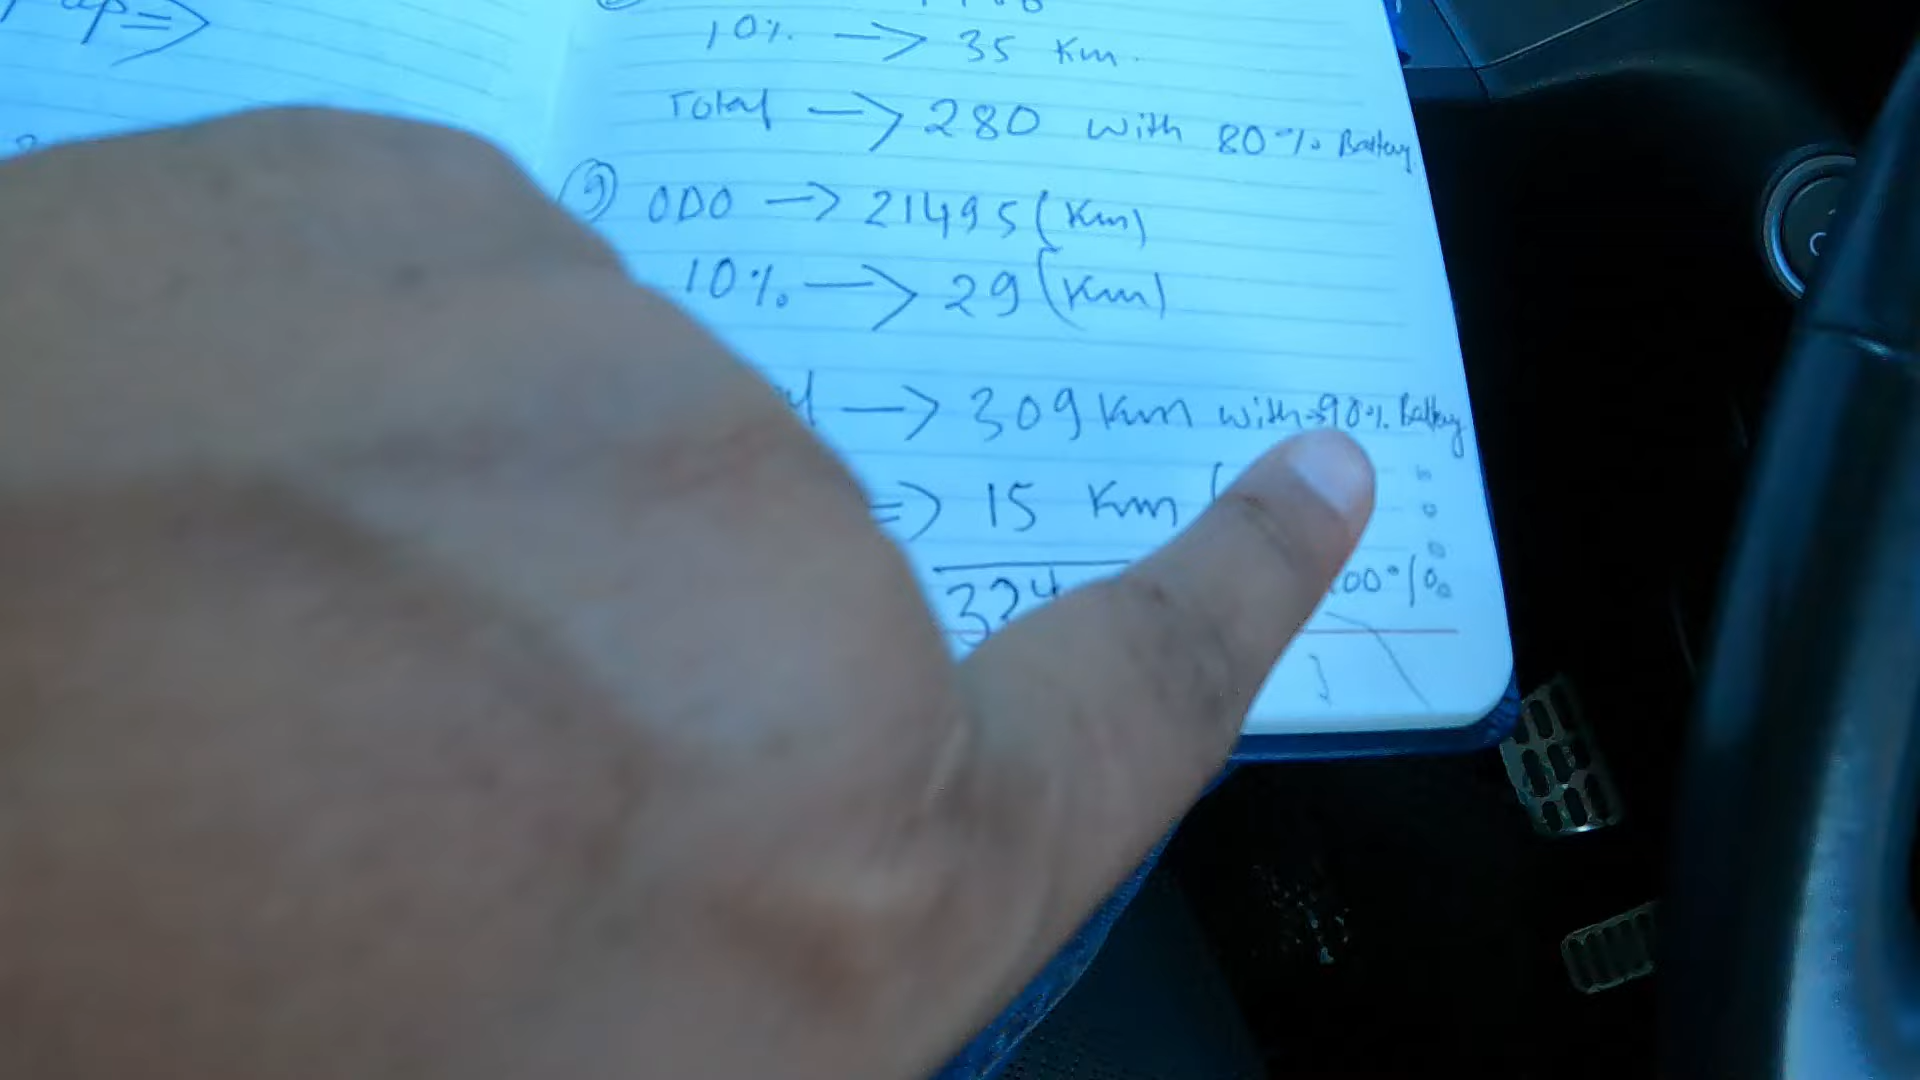 10% → 35 Km.
Total → 280 with 80% Battery
9 ODO → 21495 (Km)
10% → 29 (Km)
→ 309 Km with 90% Battery
⇒ 15 Km (
324